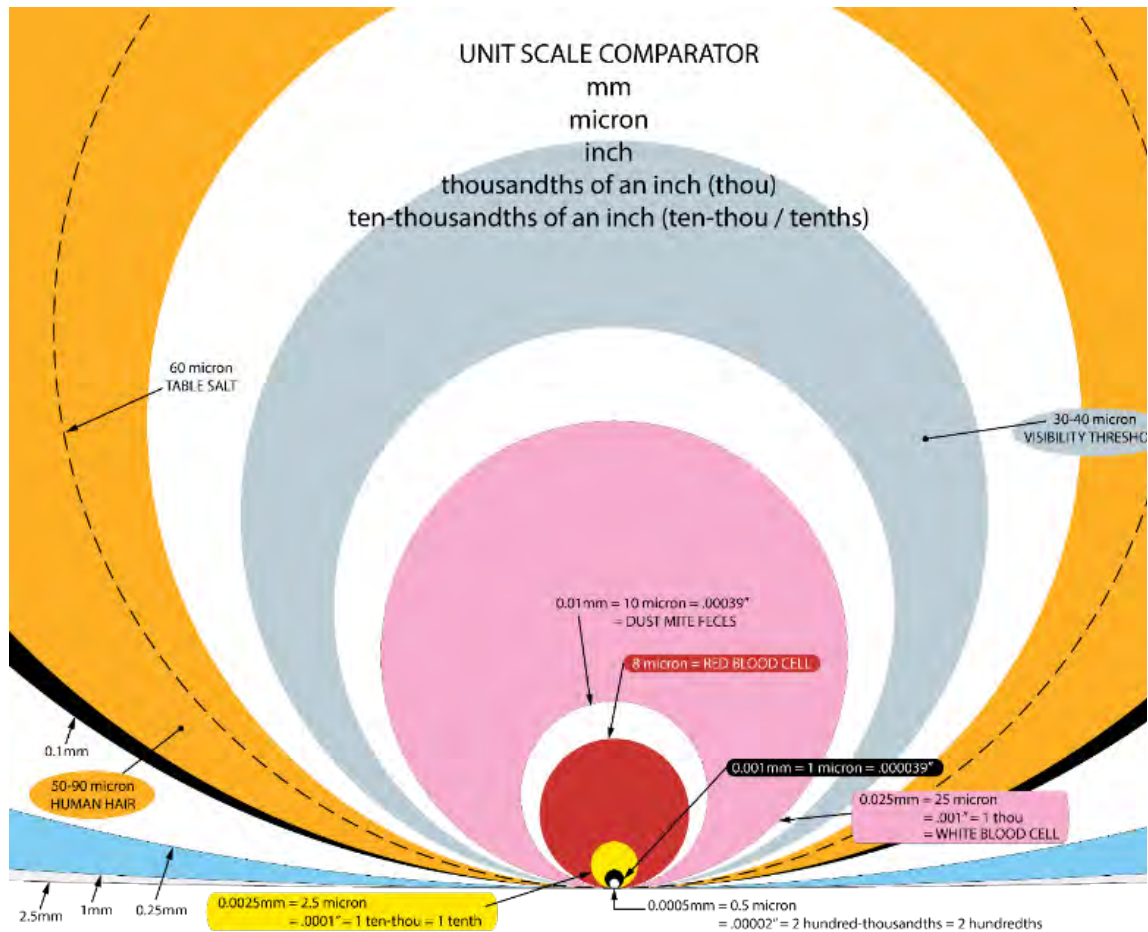 UNIT SCALE COMPARATOR
mm
micron
inch
thousandths of an inch (thou)
ten-thousandths of an inch (ten-thou / tenths)
60 micron
TABLE SALT
30-40 micron
VISIBILITY THRESHO
0.01mm = 10 micron = .00039"
= DUST MITE FECES
8 micron = RED BLOOD CELL
0.1mm
0.001mm = 1 micron = .000039"
50-90 micron
HUMAN HAIR
0.025mm = 25 micron
= .001" = 1 thou
= WHITE BLOOD CELL
2.5mm
1mm
0.25mm
0.0025mm = 2.5 micron
= .0001" = 1 ten-thou = 1 tenth
0.0005mm = 0.5 micron
= .00002" = 2 hundred-thousandths = 2 hundredths